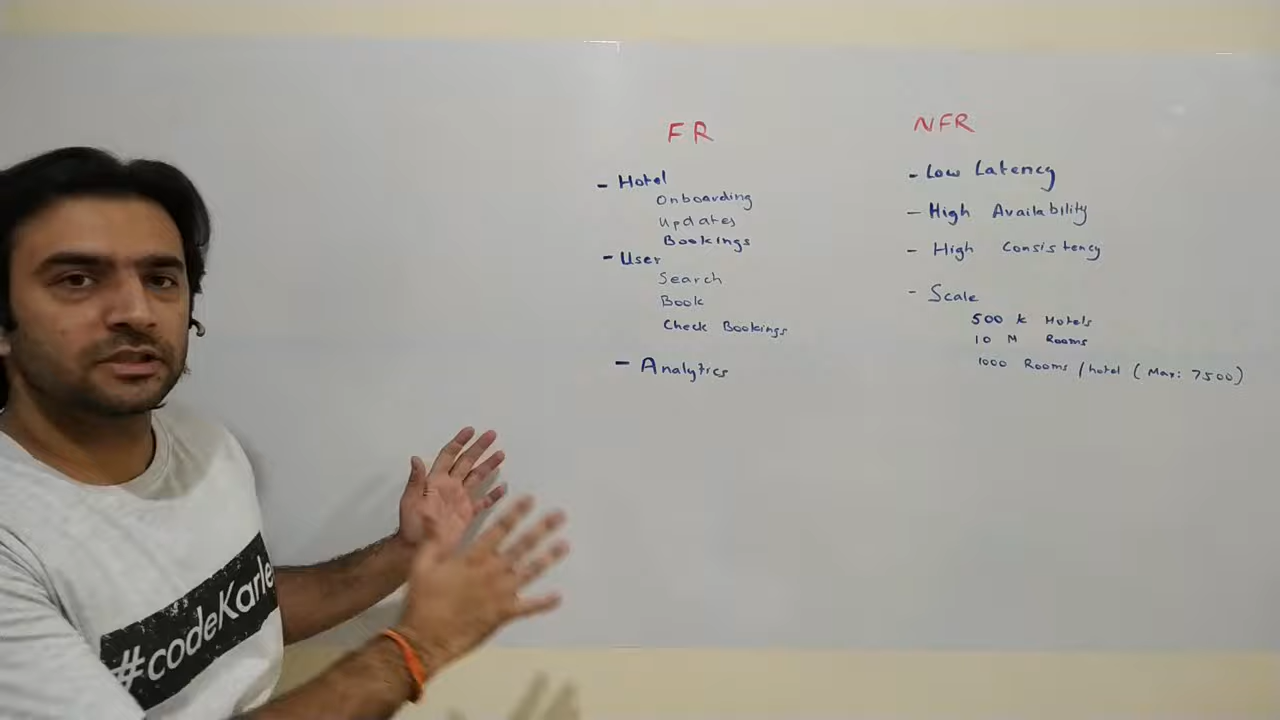 FR
- Hotel
Onboarding
Updates
Bookings
- User
Search
Book
Check Bookings
- Analytics
NFR
- Low Latency
- High Availability
- High Consistency
- Scale
500 k Hotels
10 M Rooms
1000 Rooms / hotel ( Max: 7500)
#codeKarle